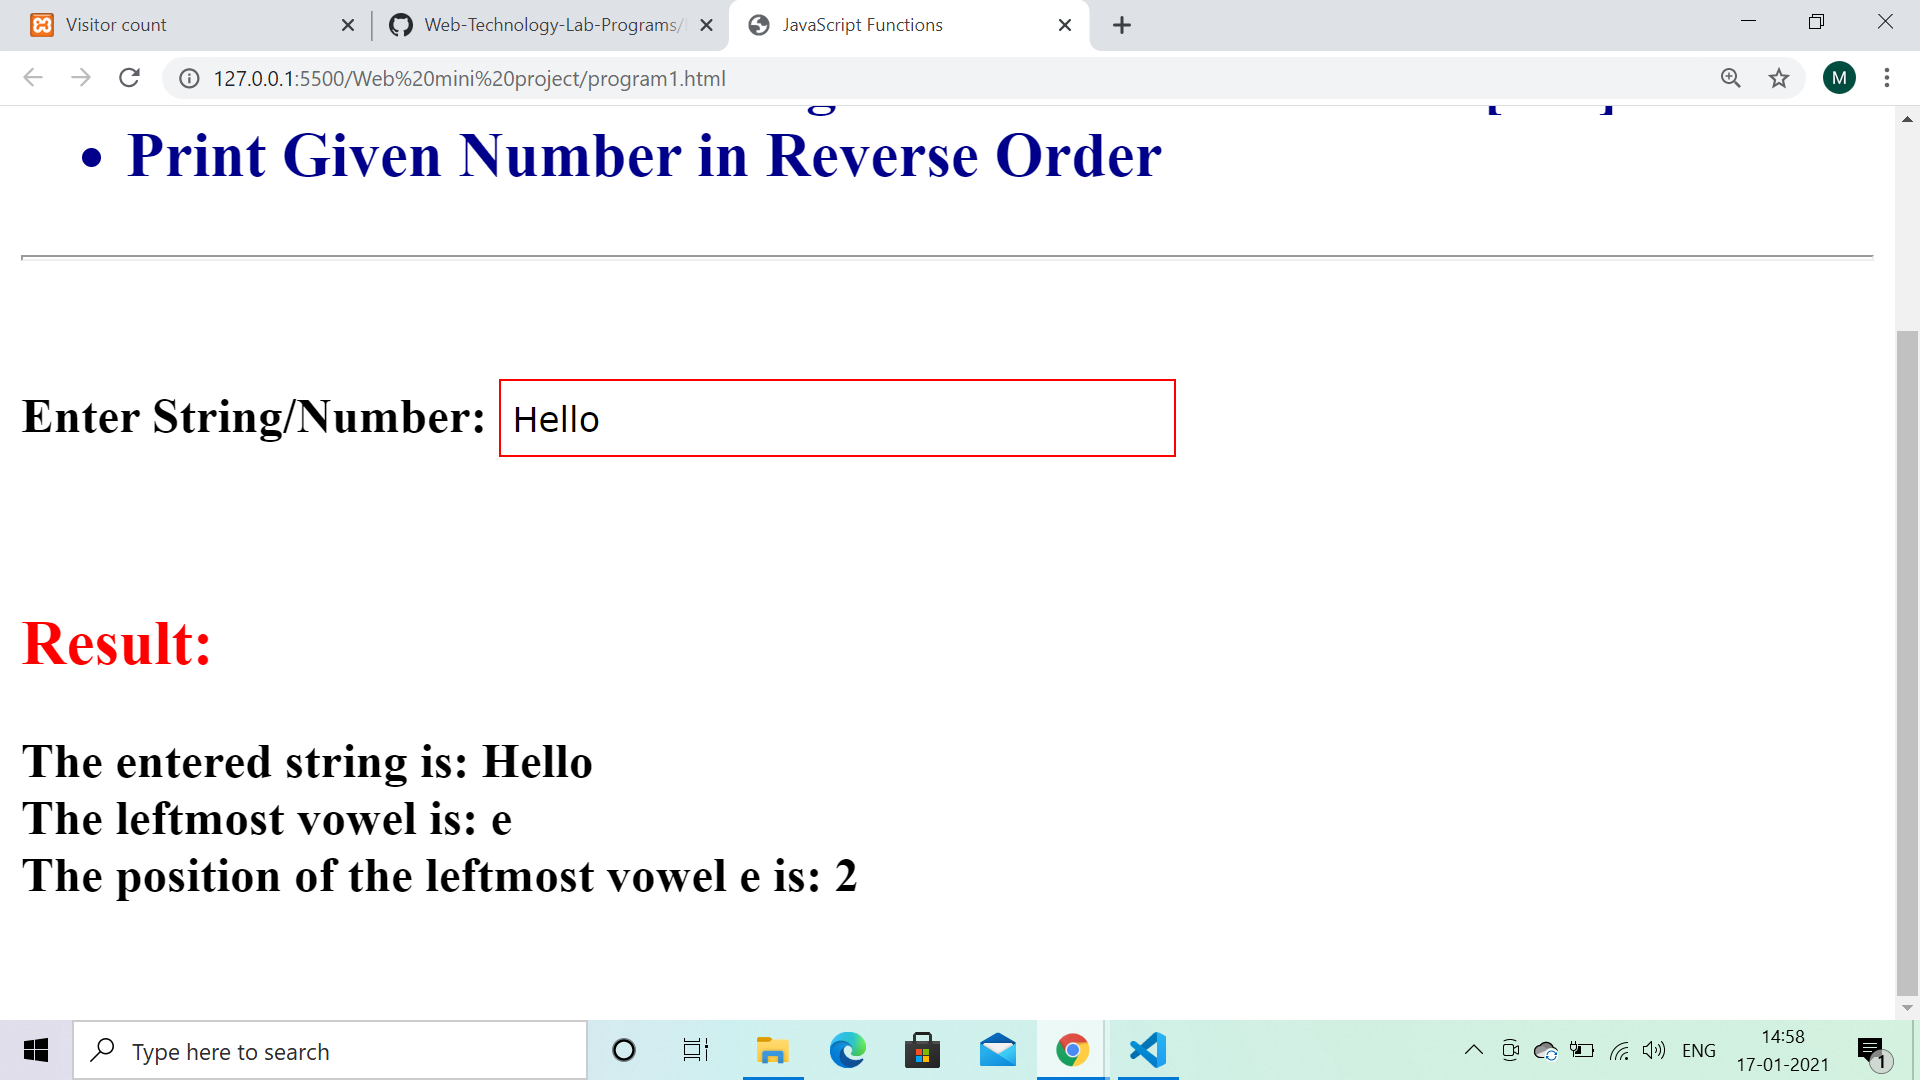 Visitor count
Web-Technology-Lab-Programs/
JavaScript Functions
127.0.0.1:5500/Web%20mini%20project/program1.html
M
• Print Given Number in Reverse Order
Enter String/Number: Hello
Result:
The entered string is: Hello
The leftmost vowel is: e
The position of the leftmost vowel e is: 2
Type here to search
ENG
14:58
17-01-2021
1